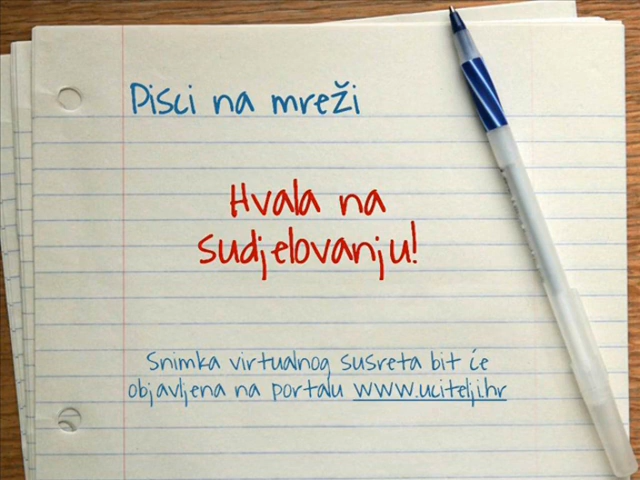 Pisci na mreži
Hvala na
sudjelovanju!
Snimka virtualnog susreta bit će
objavljena na portalu www.ucitelji.hr